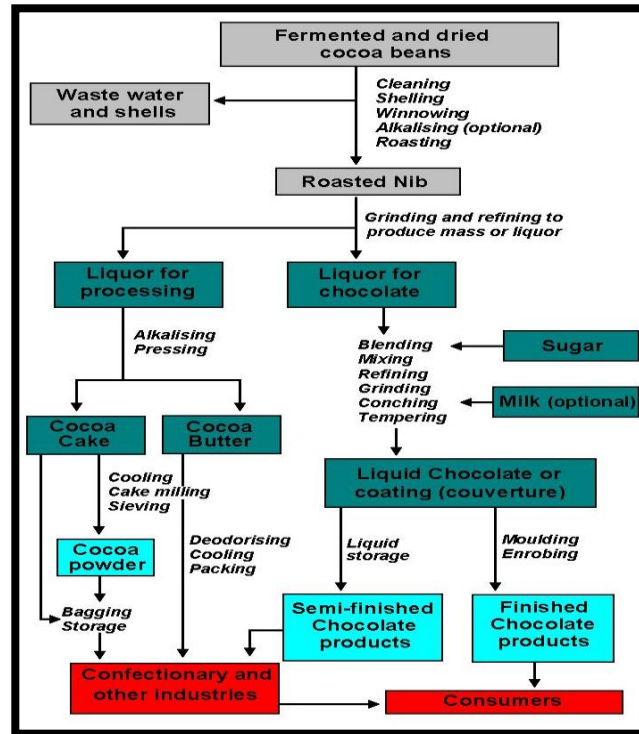 Fermented and dried
cocoa beans
Cleaning
Shelling
Winnowing
Alkalising (optional)
Roasting
Waste water
and shells
Roasted Nib
Grinding and refining to
produce mass or liquor
Liquor for
processing
Liquor for
chocolate
Alkalising
Pressing
Blending
Mixing
Refining
Grinding
Conching
Tempering
Sugar
Milk (optional)
Cocoa
Cake
Cocoa
Butter
Liquid Chocolate or
coating (couverture)
Cooling
Cake milling
Sieving
Deodorising
Cooling
Packing
Liquid
storage
Moulding
Enrobing
Cocoa
powder
Bagging
Storage
Semi-finished
Chocolate
products
Finished
Chocolate
products
Confectionary and
other industries
Consumers